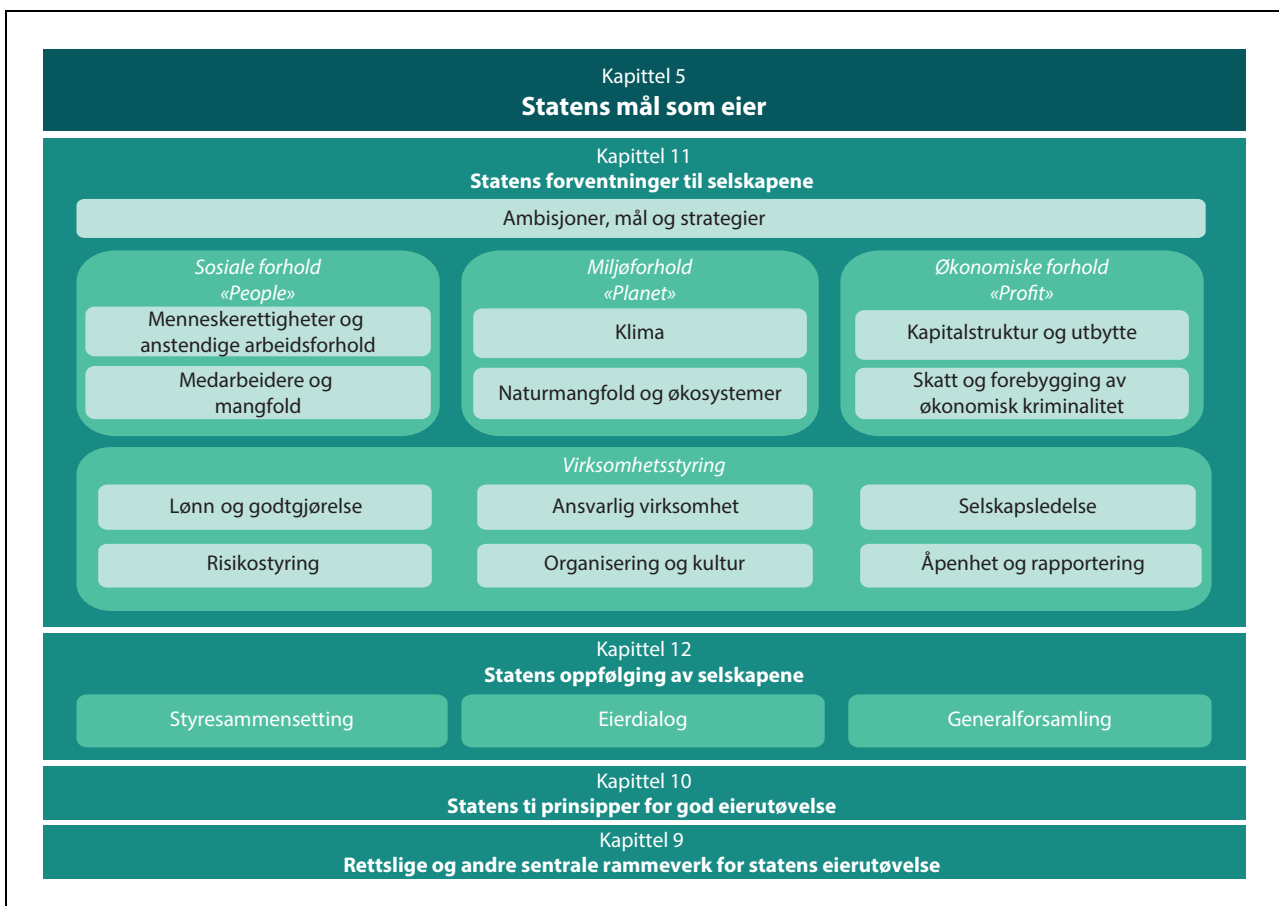 Kapittel 5
Statens mål som eier
Kapittel 11
Statens forventninger til selskapene
Ambisjoner, mål og strategier
Sosiale forhold
«People»
Menneskerettigheter og
anstendige arbeidsforhold
Medarbeidere og
mangfold
Miljøforhold
«Planet»
Klima
Naturmangfold og økosystemer
Økonomiske forhold
«Profit»
Kapitalstruktur og utbytte
Skatt og forebygging av
økonomisk kriminalitet
Virksomhetsstyring
Lønn og godtgjørelse
Ansvarlig virksomhet
Selskapsledelse
Risikostyring
Organisering og kultur
Åpenhet og rapportering
Kapittel 12
Statens oppfølging av selskapene
Styresammensetting
Eierdialog
Generalforsamling
Kapittel 10
Statens ti prinsipper for god eierutøvelse
Kapittel 9
Rettslige og andre sentrale rammeverk for statens eierutøvelse